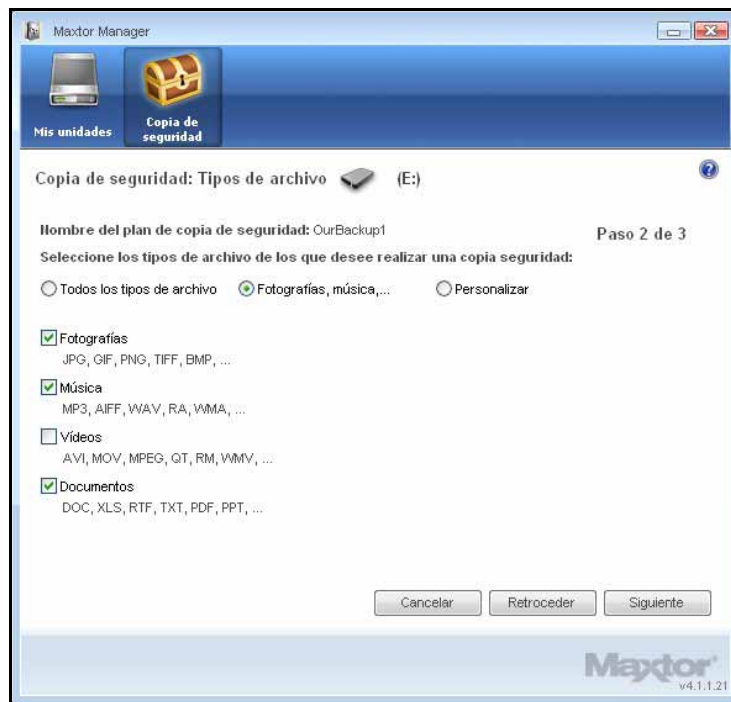 Maxtor Manager
Mis unidades
Copia de
seguridad
Copia de seguridad: Tipos de archivo (E:)
Nombre del plan de copia de seguridad: OurBackup1
Paso 2 de 3
Seleccione los tipos de archivo de los que desee realizar una copia seguridad:
Todos los tipos de archivo Fotografías, música,... Personalizar
Fotografías
JPG, GIF, PNG, TIFF, BMP, ...
Música
MP3, AIFF, WAV, RA, WMA, ...
Vídeos
AVI, MOV, MPEG, QT, RM, WMV, ...
Documentos
DOC, XLS, RTF, TXT, PDF, PPT, ...
Cancelar Retroceder Siguiente
Maxtor
v4.1.1.21